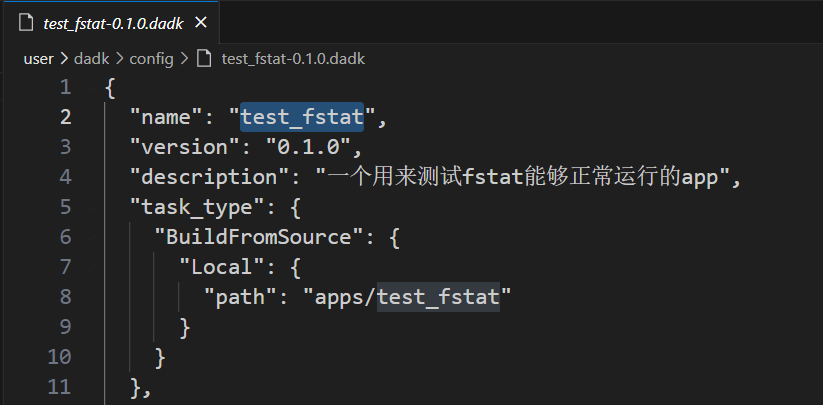 test_fstat-0.1.0.dadk ×
user > dadk > config > test_fstat-0.1.0.dadk
1 {
2 "name": "test_fstat",
3 "version": "0.1.0",
4 "description": "一个用来测试fstat能够正常运行的app",
5 "task_type": {
6 "BuildFromSource": {
7 "Local": {
8 "path": "apps/test_fstat"
9 }
10 }
11 },